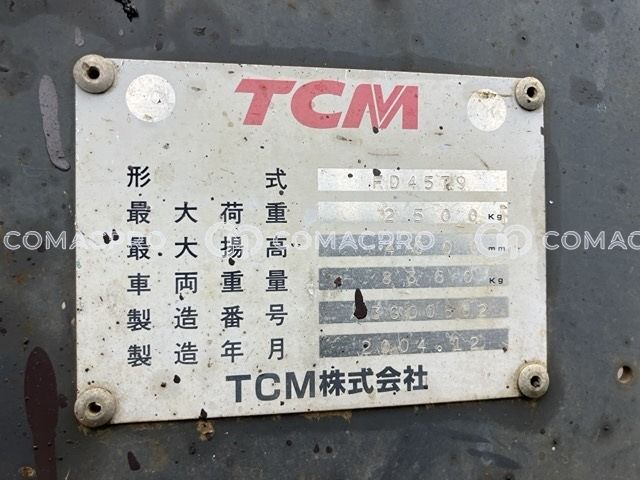 TCM
形式 RD4579
最大荷重 2500 Kg
最大揚高 mm
車両重量 Kg
製造番号
製造年月 2004.12
TCM株式会社
COMACPRO COMACPRO COMACPRO